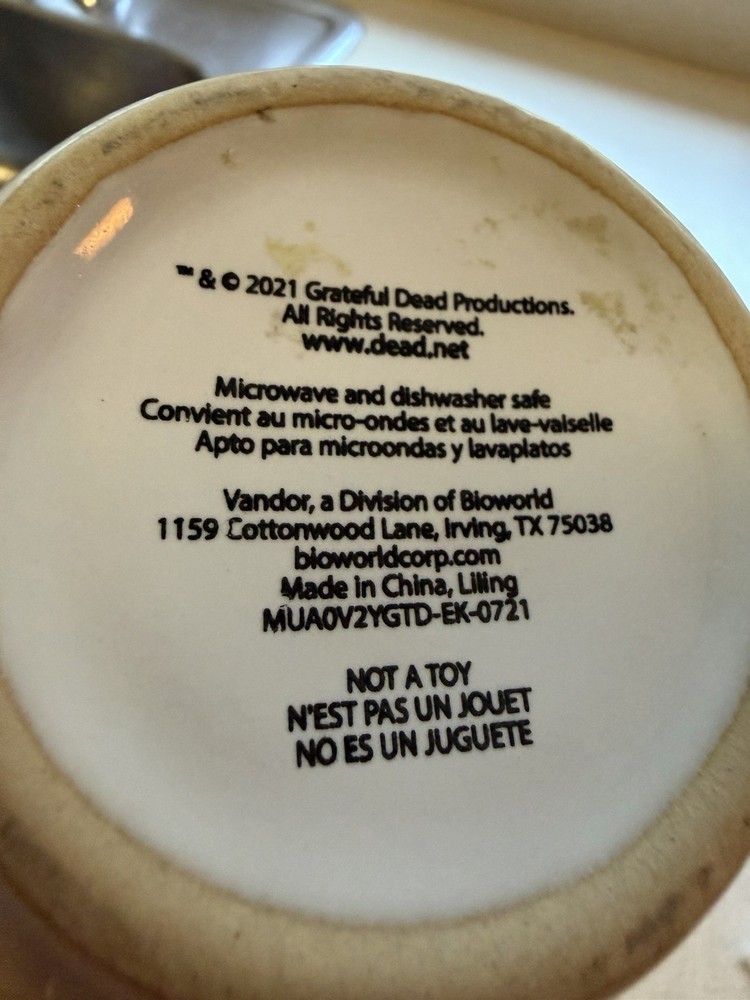 ™ & © 2021 Grateful Dead Productions.
All Rights Reserved.
www.dead.net
Microwave and dishwasher safe
Convient au micro-ondes et au lave-vaiselle
Apto para microondas y lavaplatos
Vandor, a Division of Bioworld
1159 Cottonwood Lane, Irving, TX 75038
bioworldcorp.com
Made in China, Liling
MUA0V2YGTD-EK-0721
NOT A TOY
N'EST PAS UN JOUET
NO ES UN JUGUETE